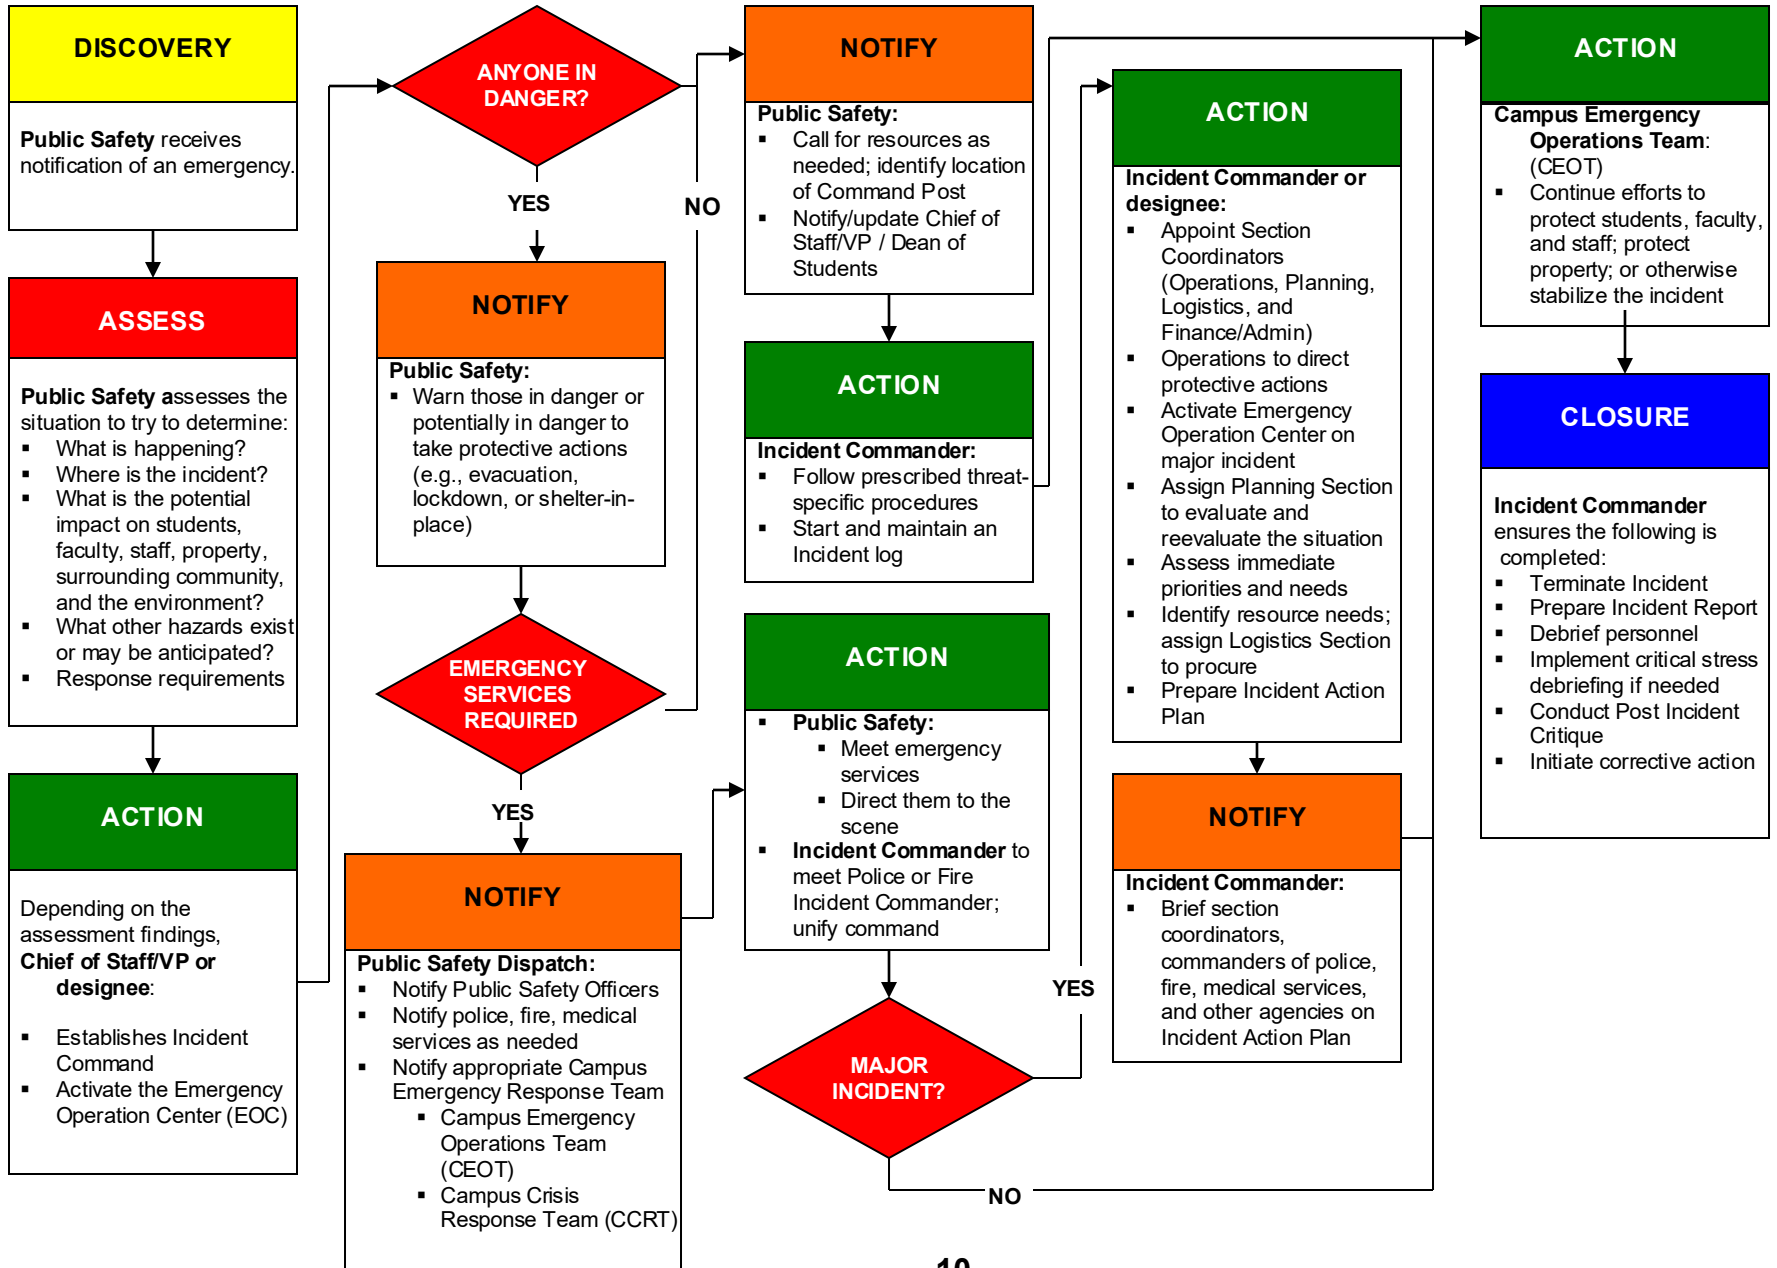 DISCOVERY
Public Safety receives
notification of an emergency.
ASSESS
Public Safety assesses the
situation to try to determine:
▪ What is happening?
▪ Where is the incident?
▪ What is the potential
impact on students,
faculty, staff, property,
surrounding community,
and the environment?
▪ What other hazards exist
or may be anticipated?
▪ Response requirements
ACTION
Depending on the
assessment findings,
Chief of Staff/VP or
designee:
▪ Establishes Incident
Command
▪ Activate the Emergency
Operation Center (EOC)
ANYONE IN
DANGER?
YES
NO
NOTIFY
Public Safety:
▪ Warn those in danger or
potentially in danger to
take protective actions
(e.g., evacuation,
lockdown, or shelter-in-
place)
EMERGENCY
SERVICES
REQUIRED
YES
NOTIFY
Public Safety Dispatch:
▪ Notify Public Safety Officers
▪ Notify police, fire, medical
services as needed
▪ Notify appropriate Campus
Emergency Response Team
▪ Campus Emergency
Operations Team
(CEOT)
▪ Campus Crisis
Response Team (CCRT)
NOTIFY
Public Safety:
▪ Call for resources as
needed; identify location
of Command Post
▪ Notify/update Chief of
Staff/VP / Dean of
Students
ACTION
Incident Commander:
▪ Follow prescribed threat-
specific procedures
▪ Start and maintain an
Incident log
ACTION
▪ Public Safety:
▪ Meet emergency
services
▪ Direct them to the
scene
▪ Incident Commander to
meet Police or Fire
Incident Commander;
unify command
MAJOR
INCIDENT?
YES
NO
ACTION
Incident Commander or
designee:
▪ Appoint Section
Coordinators
(Operations, Planning,
Logistics, and
Finance/Admin)
▪ Operations to direct
protective actions
▪ Activate Emergency
Operation Center on
major incident
▪ Assign Planning Section
to evaluate and
reevaluate the situation
▪ Assess immediate
priorities and needs
▪ Identify resource needs;
assign Logistics Section
to procure
▪ Prepare Incident Action
Plan
NOTIFY
Incident Commander:
▪ Brief section
coordinators,
commanders of police,
fire, medical services,
and other agencies on
Incident Action Plan
ACTION
Campus Emergency
Operations Team:
(CEOT)
▪ Continue efforts to
protect students, faculty,
and staff; protect
property; or otherwise
stabilize the incident
CLOSURE
Incident Commander
ensures the following is
completed:
▪ Terminate Incident
▪ Prepare Incident Report
▪ Debrief personnel
▪ Implement critical stress
debriefing if needed
▪ Conduct Post Incident
Critique
▪ Initiate corrective action
10